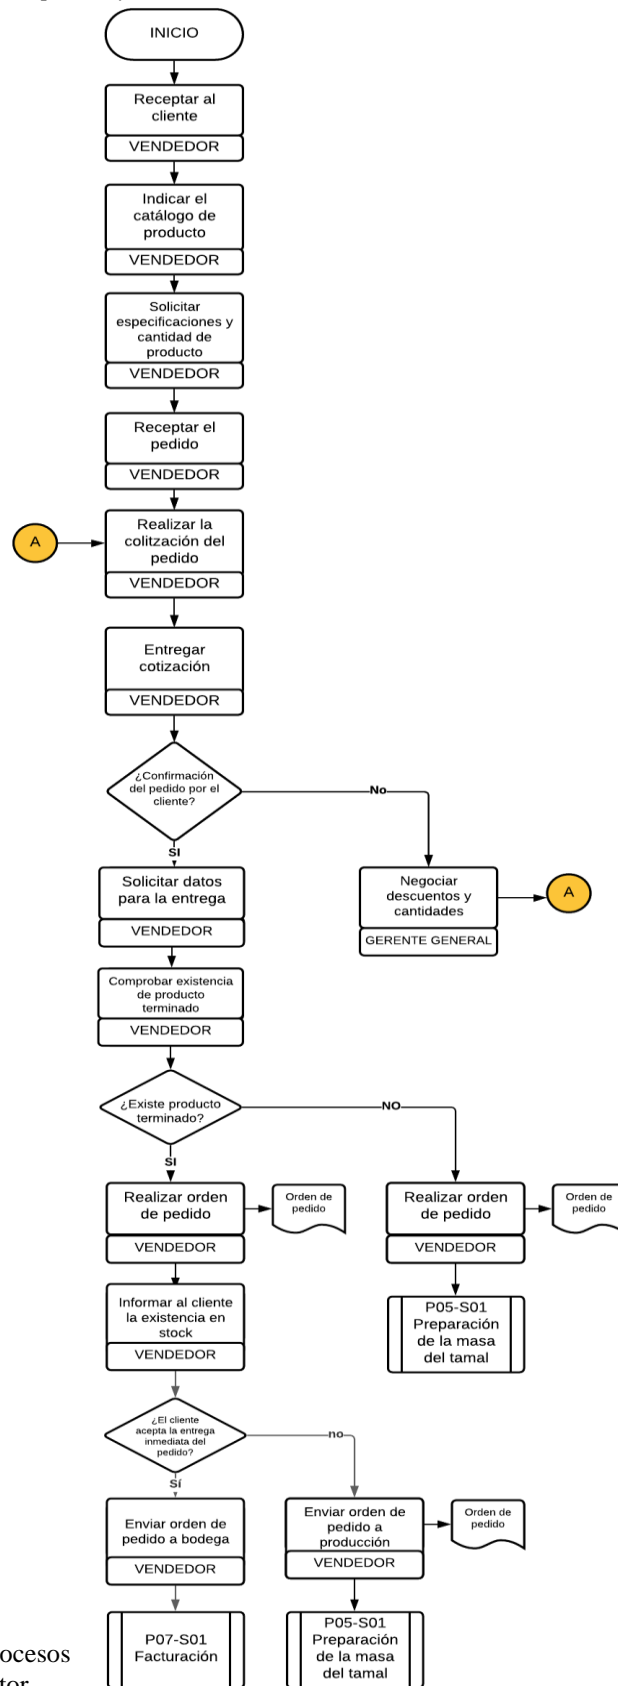 INICIO
Receptar al
cliente
VENDEDOR
Indicar el
catálogo de
producto
VENDEDOR
Solicitar
especificaciones y
cantidad de
producto
VENDEDOR
Receptar el
pedido
VENDEDOR
A
Realizar la
colitzación del
pedido
VENDEDOR
Entregar
cotización
VENDEDOR
¿Confirmación
del pedido por el
cliente?
No
SI
Solicitar datos
para la entrega
VENDEDOR
Negociar
descuentos y
cantidades
GERENTE GENERAL
A
Comprobar existencia
de producto
terminado
VENDEDOR
¿Existe producto
terminado?
NO
SI
Realizar orden
de pedido
VENDEDOR
Orden de
pedido
Realizar orden
de pedido
VENDEDOR
Orden de
pedido
Informar al cliente
la existencia en
stock
VENDEDOR
P05-S01
Preparación
de la masa
del tamal
¿El cliente
acepta la entrega
inmediata del
pedido?
no
Sí
Enviar orden de
pedido a bodega
VENDEDOR
Enviar orden de
pedido a
producción
VENDEDOR
Orden de
pedido
P07-S01
Facturación
P05-S01
Preparación
de la masa
del tamal
ocesos
tor